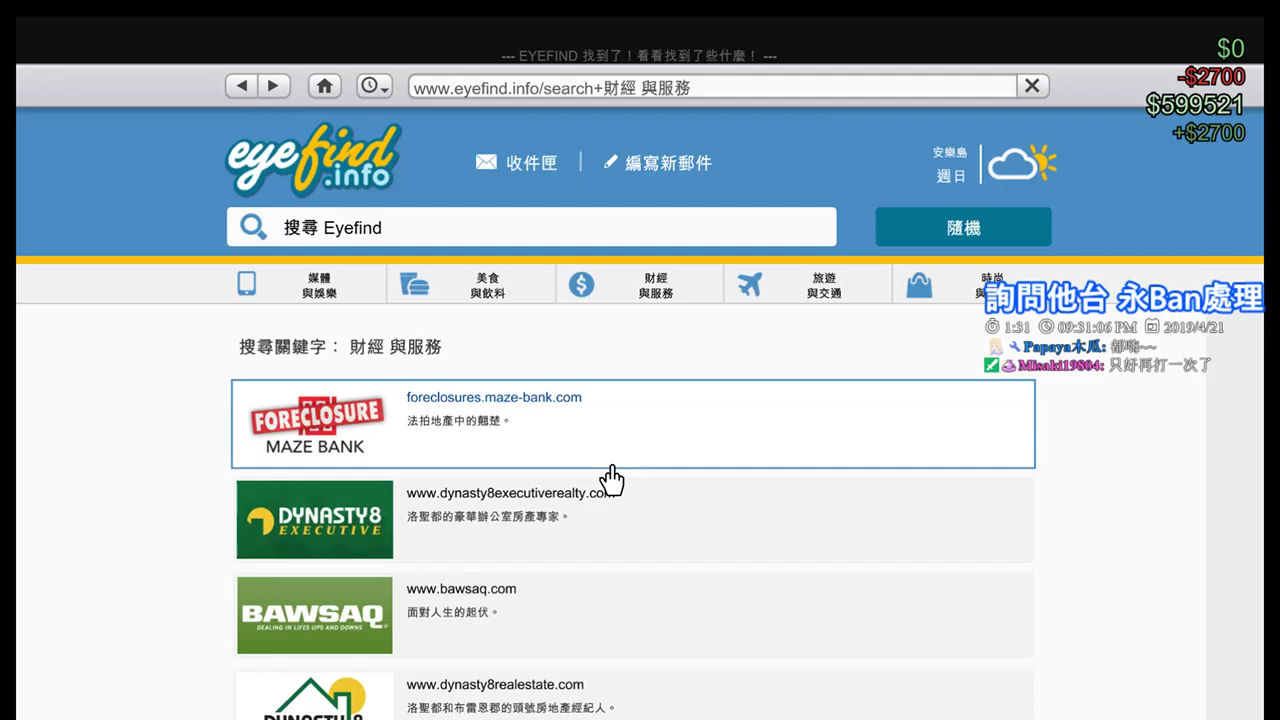 --- EYEFIND 找到了！看看找到了些什麼！ ---
$0
-$2700
$599521
+$2700
www.eyefind.info/search+財經 與服務
eyefind
.info
收件匣
編寫新郵件
安樂島
週日
搜尋 Eyefind
隨機
媒體
與娛樂
美食
與飲料
財經
與服務
旅遊
與交通
時尚
詢問他台 永Ban處理
1:31 09:31:06 PM 2019/4/21
Papaya木瓜: 都嗨~~
Misaki19804: 只好再打一次了
搜尋關鍵字： 財經 與服務
FORECLOSURE
MAZE BANK
foreclosures.maze-bank.com
法拍地產中的翹楚。
DYNASTY8
EXECUTIVE
www.dynasty8executiverealty.com
洛聖都的豪華辦公室房產專家。
BAWSAQ
DEALING IN LIFES UPS AND DOWNS
www.bawsaq.com
面對人生的起伏。
DYNASTY8
www.dynasty8realestate.com
洛聖都和布雷恩郡的頭號房地產經紀人。